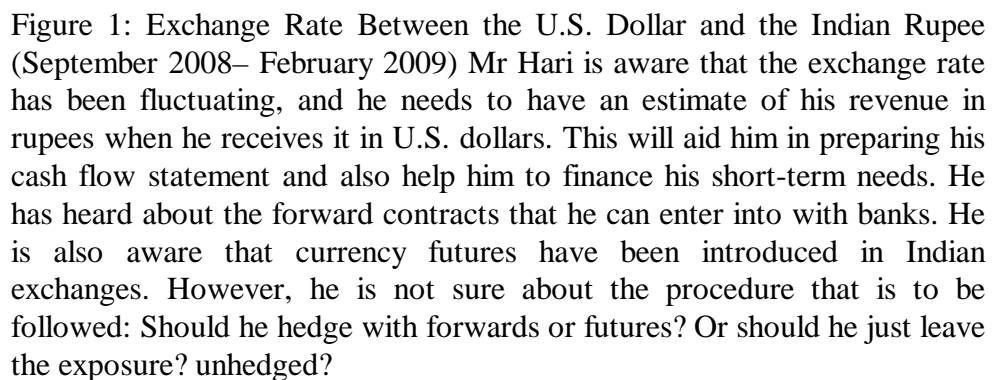 Figure 1: Exchange Rate Between the U.S. Dollar and the Indian Rupee
(September 2008– February 2009) Mr Hari is aware that the exchange rate
has been fluctuating, and he needs to have an estimate of his revenue in
rupees when he receives it in U.S. dollars. This will aid him in preparing his
cash flow statement and also help him to finance his short-term needs. He
has heard about the forward contracts that he can enter into with banks. He
is also aware that currency futures have been introduced in Indian
exchanges. However, he is not sure about the procedure that is to be
followed: Should he hedge with forwards or futures? Or should he just leave
the exposure? unhedged?